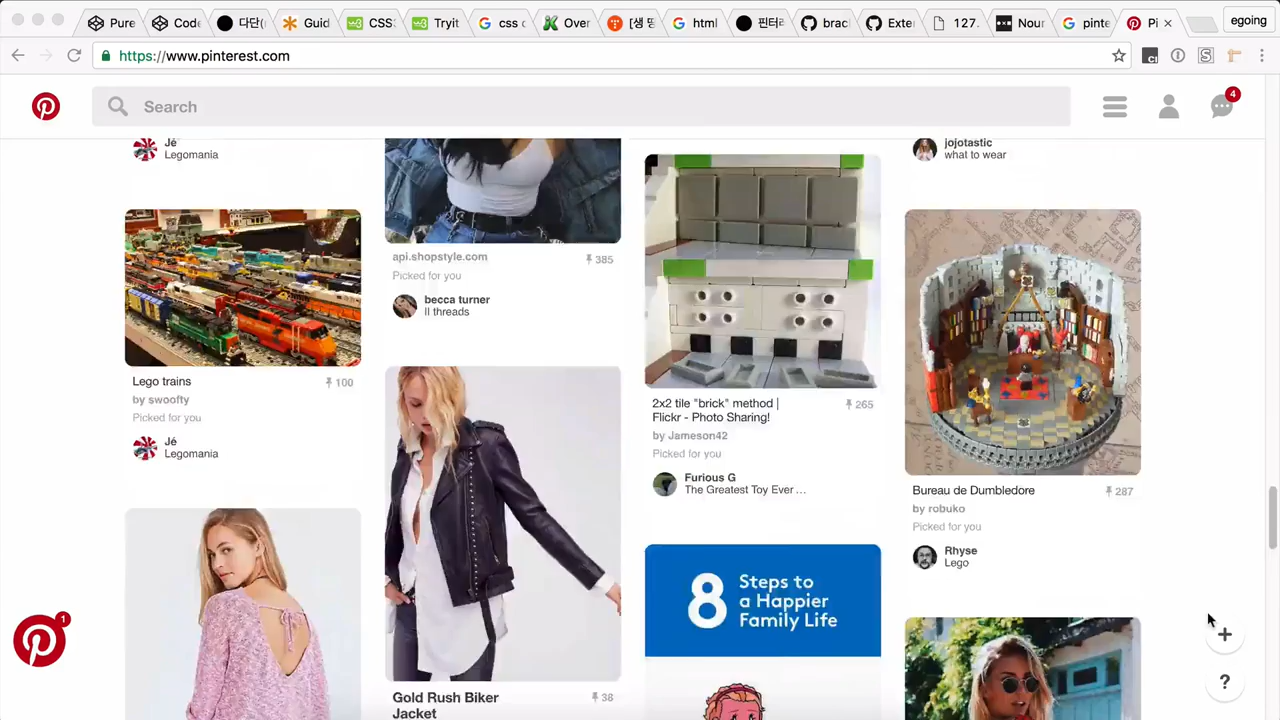 Pure
Code
다단(
Guid
CSS3
Tryit
css c
Over
[생 명
html
핀터리
brac
Exter
127.
Nour
pinte
Pi
egoing
https://www.pinterest.com
Search
4
Jé
Legomania
jojotastic
what to wear
api.shopstyle.com
385
Picked for you
becca turner
II threads
Lego trains
100
by swoofty
Picked for you
Jé
Legomania
2x2 tile "brick" method |
Flickr - Photo Sharing!
265
by Jameson42
Picked for you
Furious G
The Greatest Toy Ever ...
Bureau de Dumbledore
287
by robuko
Picked for you
Rhyse
Lego
8 Steps to
a Happier
Family Life
Gold Rush Biker
Jacket
38
1
+
?